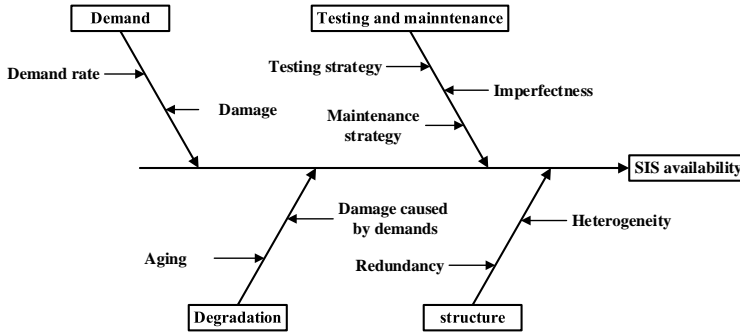 Demand
Testing and mainntenance
Demand rate
Testing strategy
Imperfectness
Damage
Maintenance
strategy
SIS availability
Damage caused
by demands
Heterogeneity
Aging
Redundancy
Degradation
structure